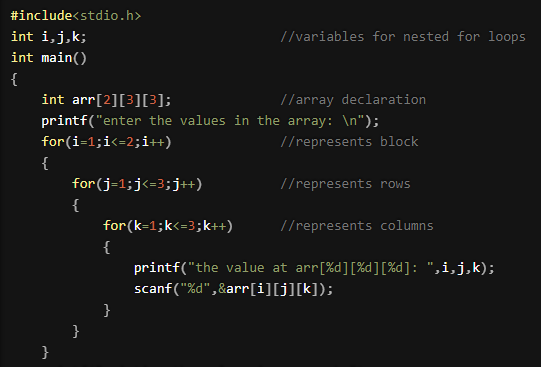 #include<stdio.h>
int i,j,k; //variables for nested for loops
int main()
{
int arr[2][3][3]; //array declaration
printf("enter the values in the array: \n");
for(i=1;i<=2;i++) //represents block
{
for(j=1;j<=3;j++) //represents rows
{
for(k=1;k<=3;k++) //represents columns
{
printf("the value at arr[%d][%d][%d]: ",i,j,k);
scanf("%d",&arr[i][j][k]);
}
}
}